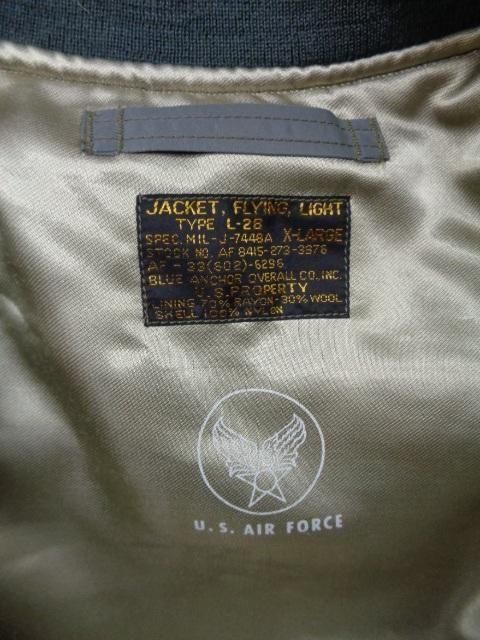 JACKET, FLYING, LIGHT
TYPE L-2B
SPEC. MIL-J-7448A X-LARGE
STOCK NO. AF 8415-273-3976
AF-33(602)-6295
BLUE ANCHOR OVERALL CO., INC.
U.S. PROPERTY
LINING 70% RAYON-30% WOOL
SHELL 100% NYLON
U.S. AIR FORCE